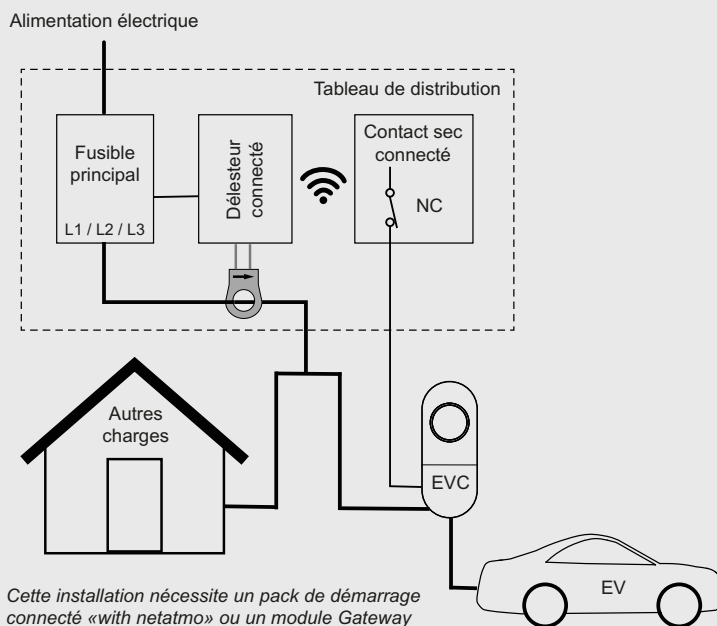 Alimentation électrique
Tableau de distribution
Fusible
principal
L1 / L2 / L3
Délesteur
connecté
Contact sec
connecté
NC
Autres
charges
EVC
EV
Cette installation nécessite un pack de démarrage
connecté «with netatmo» ou un module Gateway